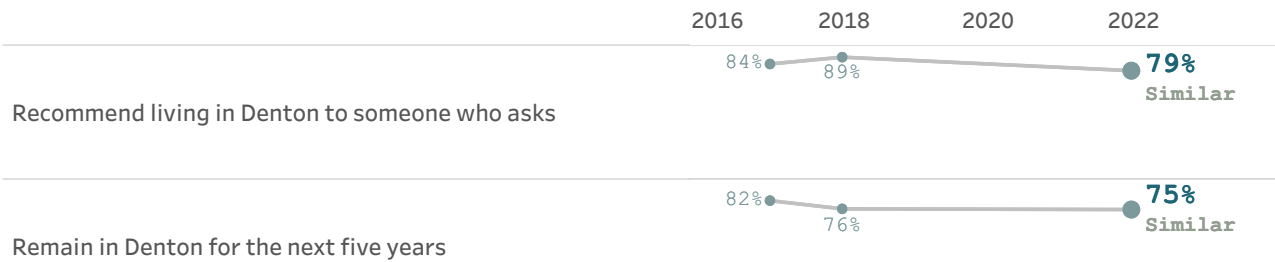 2016 2018 2020 2022
84% 89% 79%
Similar
Recommend living in Denton to someone who asks
82% 76% 75%
Similar
Remain in Denton for the next five years